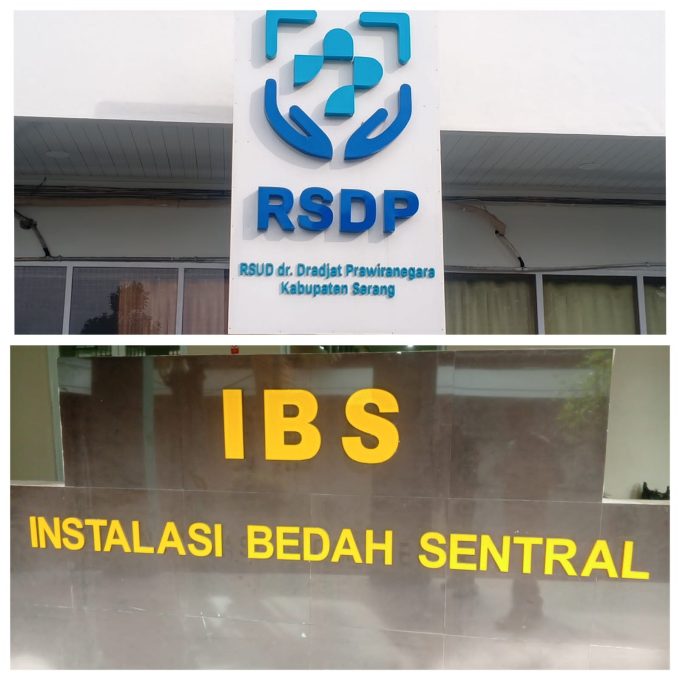 RSDP
RSUD dr. Dradjat Prawiranegara
Kabupaten Serang
IBS
INSTALASI BEDAH SENTRAL